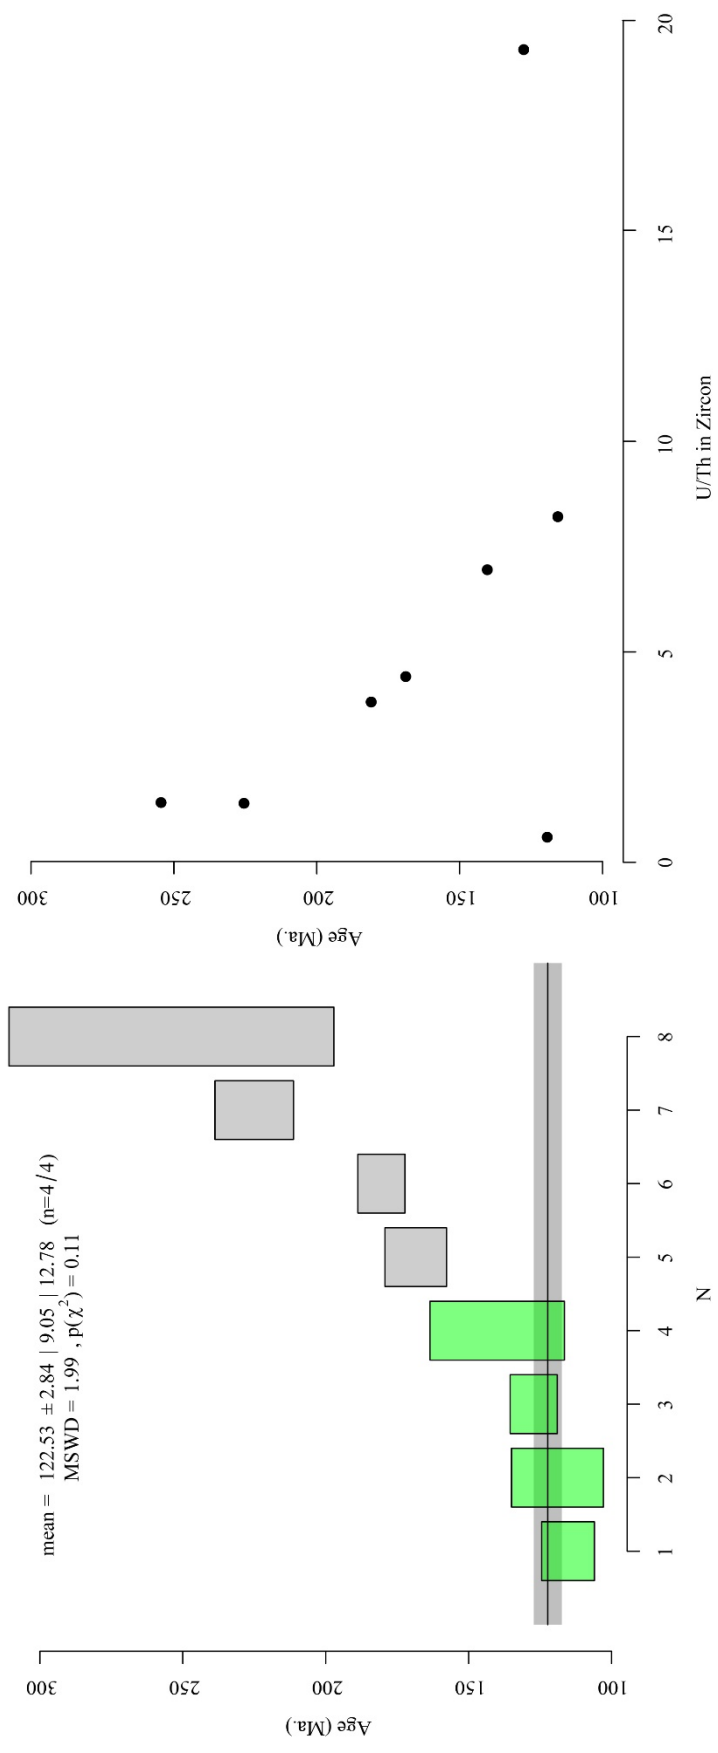 mean = 122.53 ± 2.84 | 9.05 | 12.78 (n=4/4)
MSWD = 1.99 , p(χ²) = 0.11
300
250
200
150
100
Age (Ma.)
1 2 3 4 5 6 7 8
N
300
250
200
150
100
Age (Ma.)
0 5 10 15 20
U/Th in Zircon